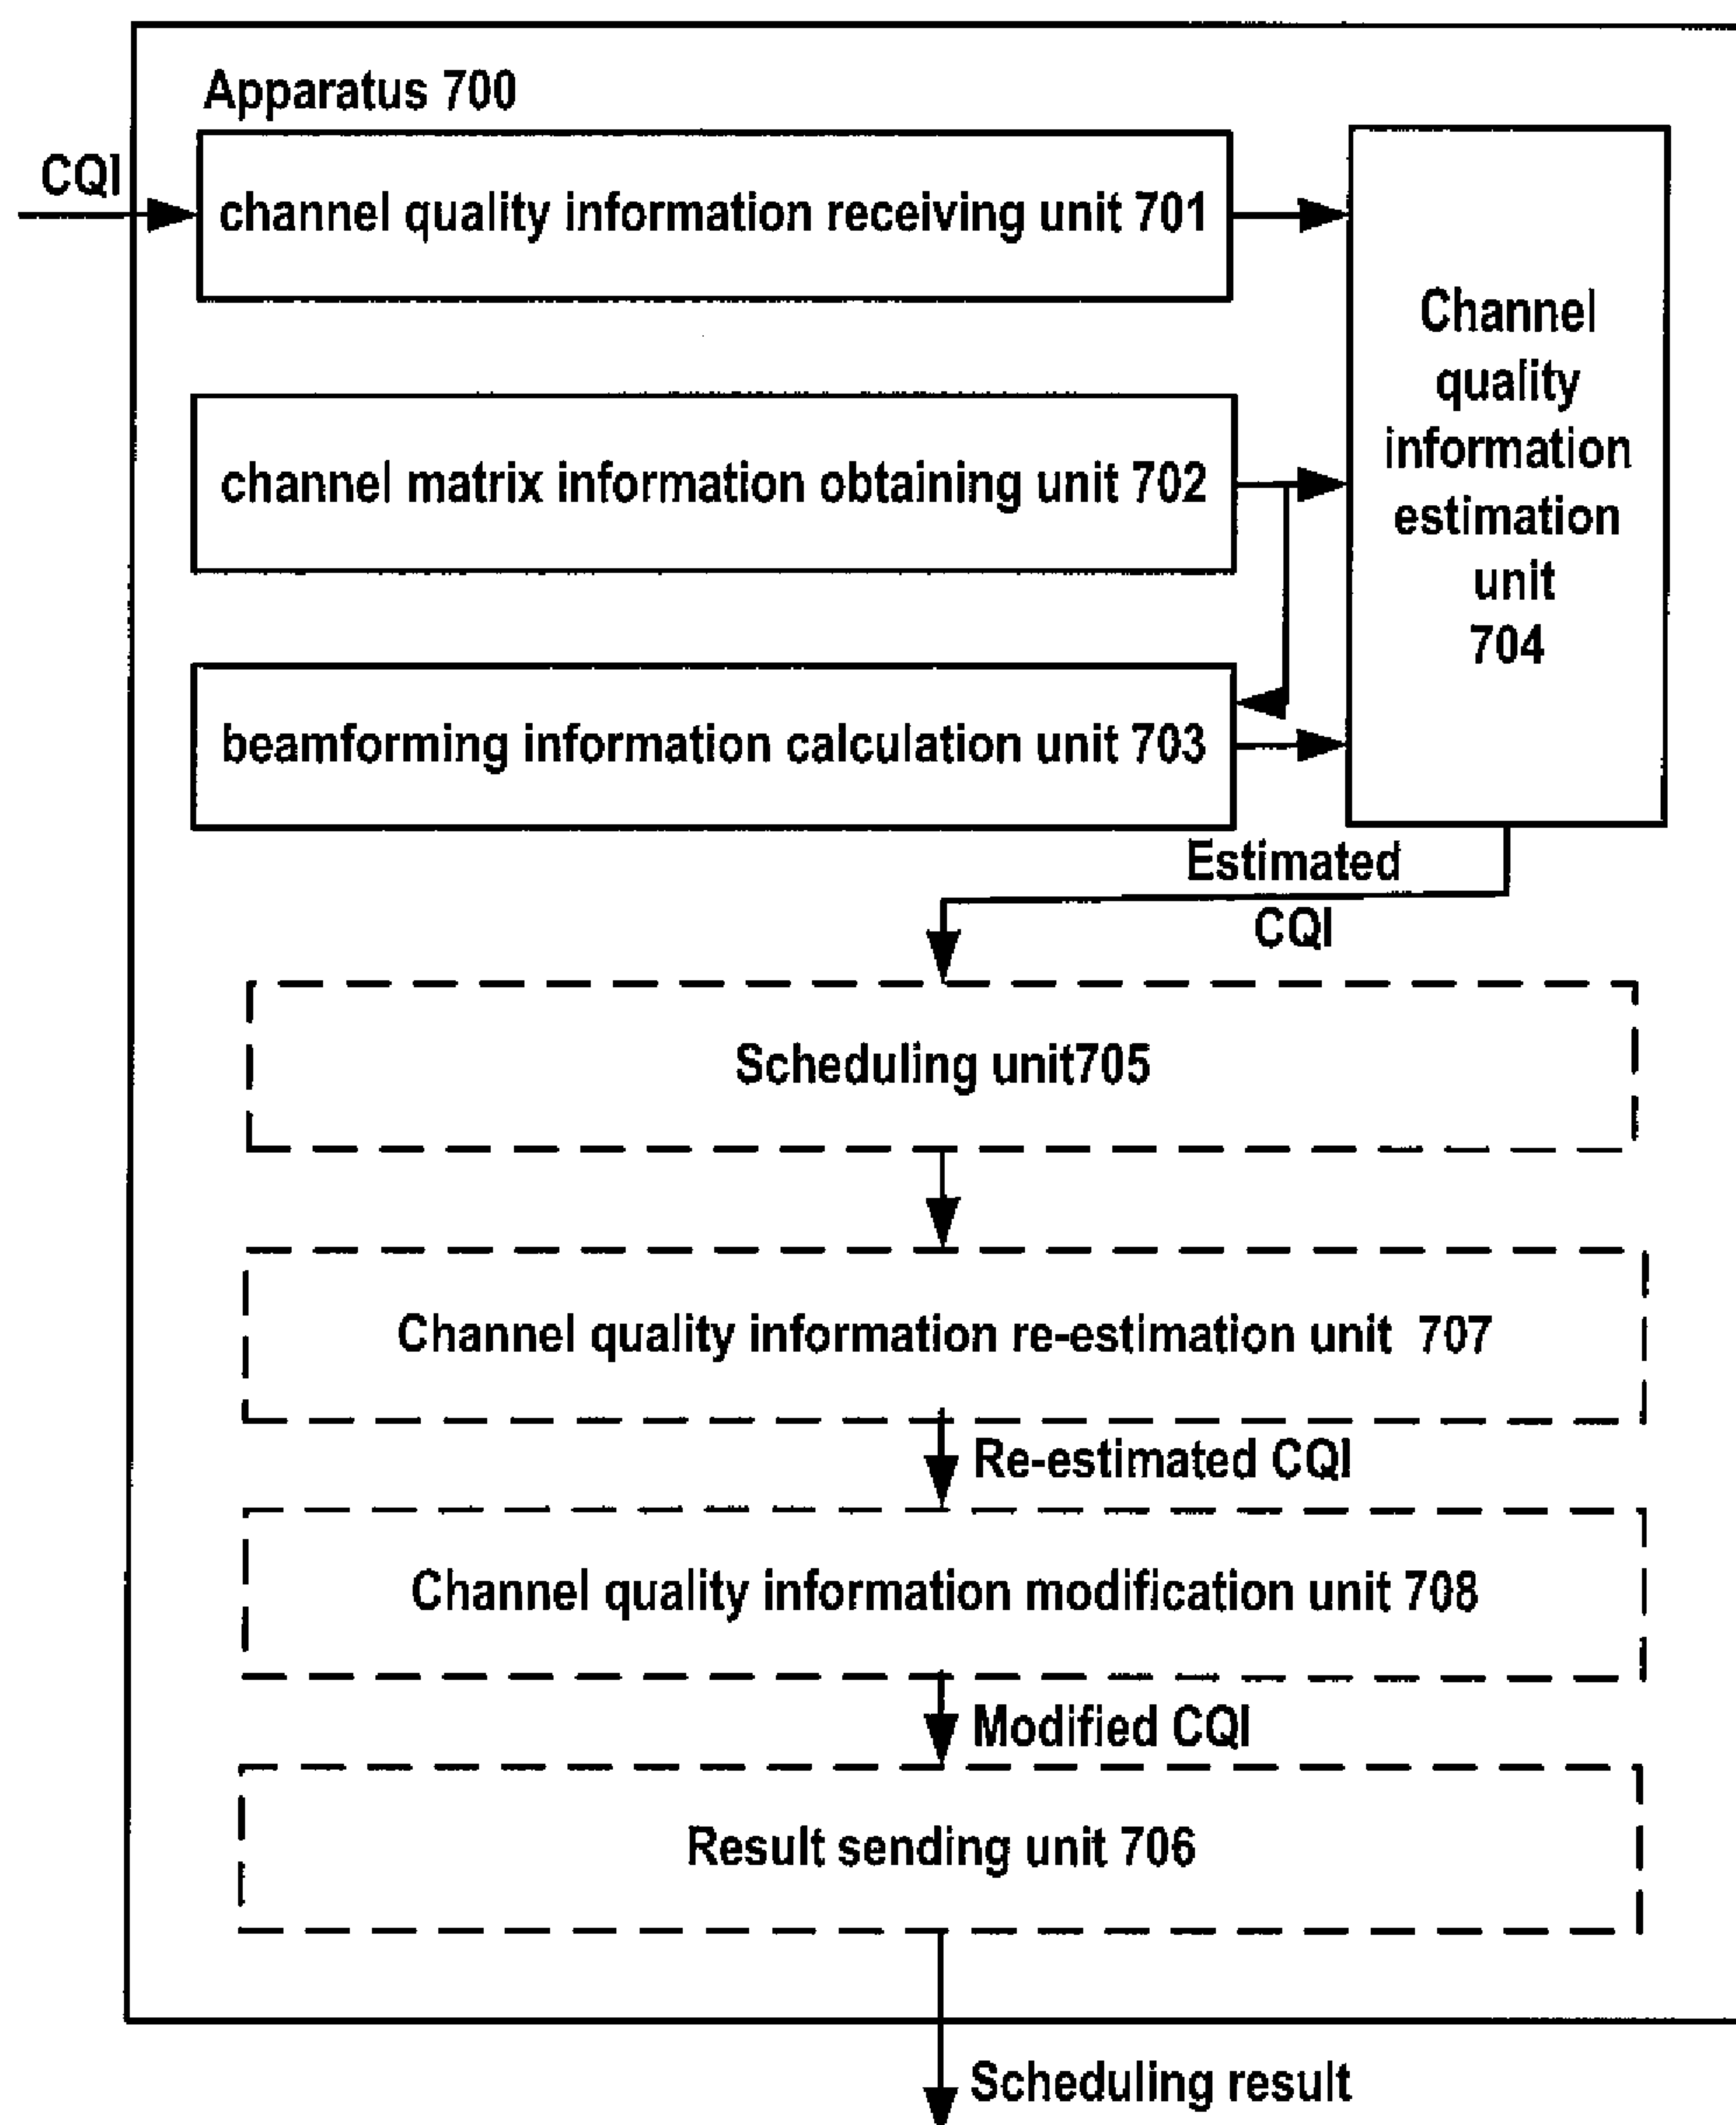 Apparatus 700
CQI
channel quality information receiving unit 701
channel matrix information obtaining unit 702
beamforming information calculation unit 703
Channel
quality
information
estimation
unit
704
Estimated
CQI
Scheduling unit705
Channel quality information re-estimation unit 707
Re-estimated CQI
Channel quality information modification unit 708
Modified CQI
Result sending unit 706
Scheduling result